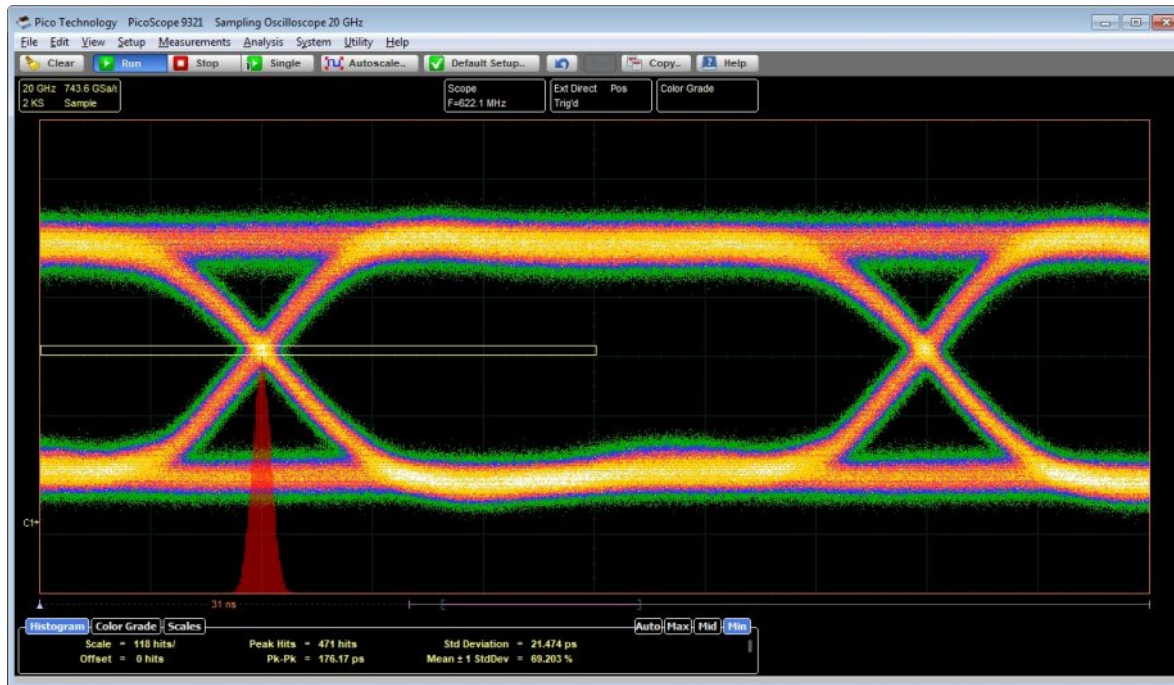 Pico Technology PicoScope 9321 Sampling Oscilloscope 20 GHz
File Edit View Setup Measurements Analysis System Utility Help
Clear Run Stop Single Autoscale.. Default Setup.. Copy.. Help
20 GHz 743.6 GSa/s Scope Ext Direct Pos Color Grade
2 KS Sample F=622.1 MHz Trig'd
C1
31 ns
Histogram Color Grade Scales Auto Max Mid Min
Scale = 118 hits/ Peak Hits = 471 hits Std Deviation = 21.474 ps
Offset = 0 hits Pk-Pk = 176.17 ps Mean ± 1 StdDev = 69.203 %